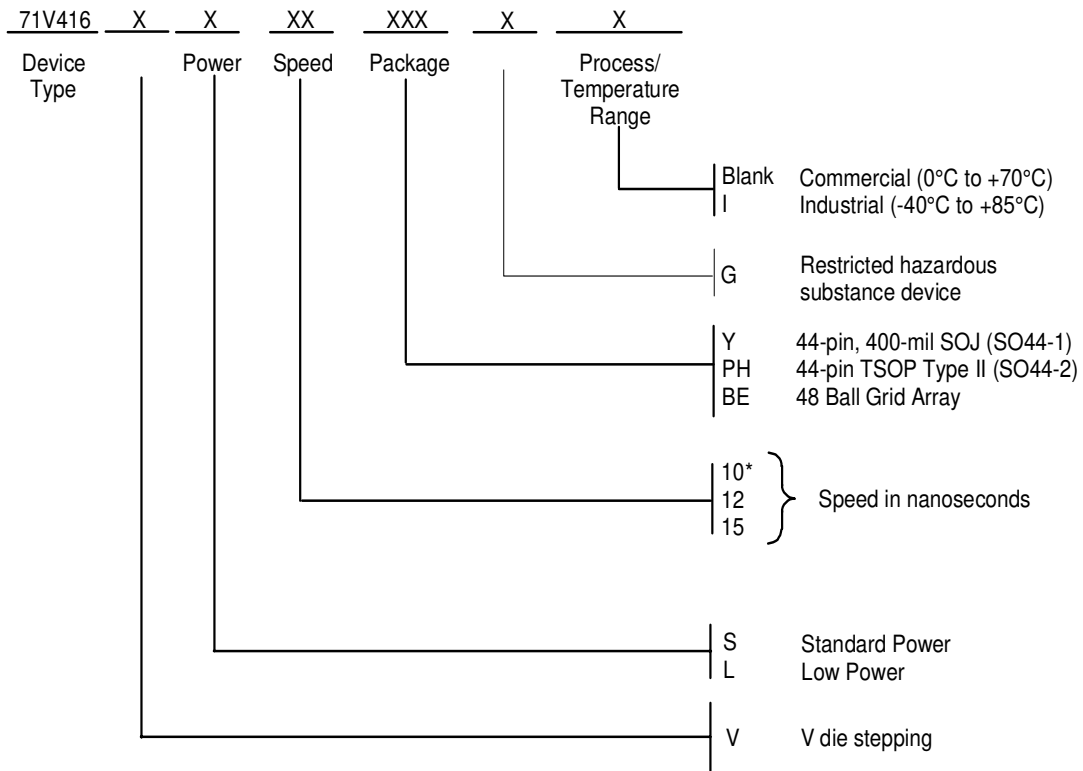 71V416 X X XX XXX X X
Device Type
Power
Speed
Package
Process/
Temperature
Range
Blank Commercial (0°C to +70°C)
I Industrial (-40°C to +85°C)
G Restricted hazardous
substance device
Y 44-pin, 400-mil SOJ (SO44-1)
PH 44-pin TSOP Type II (SO44-2)
BE 48 Ball Grid Array
10*
12 Speed in nanoseconds
15
S Standard Power
L Low Power
V V die stepping